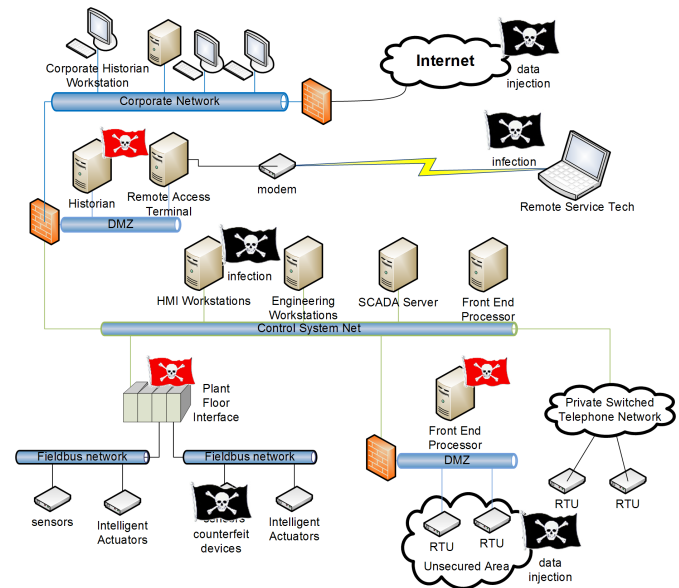 Corporate Historian
Workstation
Internet
data
injection
Corporate Network
infection
Historian
Remote Access
Terminal
modem
Remote Service Tech
DMZ
infection
HMI Workstations
Engineering
Workstations
SCADA Server
Front End
Processor
Control System Net
Plant
Floor
Interface
Front End
Processor
Private Switched
Telephone Network
Fieldbus network
Fieldbus network
DMZ
sensors
Intelligent
Actuators
counterfeit
devices
Intelligent
Actuators
RTU
RTU
RTU
RTU
Unsecured Area
data
injection